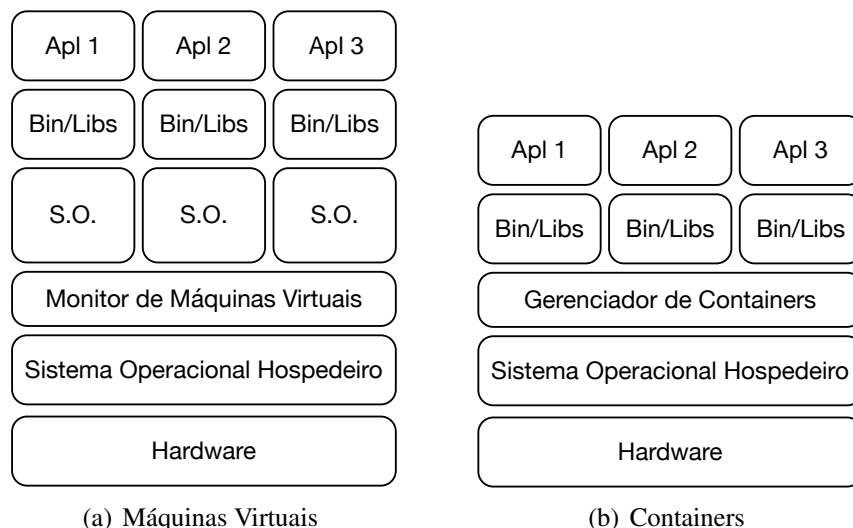 Apl 1 Apl 2 Apl 3
Bin/Libs Bin/Libs Bin/Libs
S.O. S.O. S.O.
Monitor de Máquinas Virtuais
Sistema Operacional Hospedeiro
Hardware
(a) Máquinas Virtuais
Apl 1 Apl 2 Apl 3
Bin/Libs Bin/Libs Bin/Libs
Gerenciador de Containers
Sistema Operacional Hospedeiro
Hardware
(b) Containers